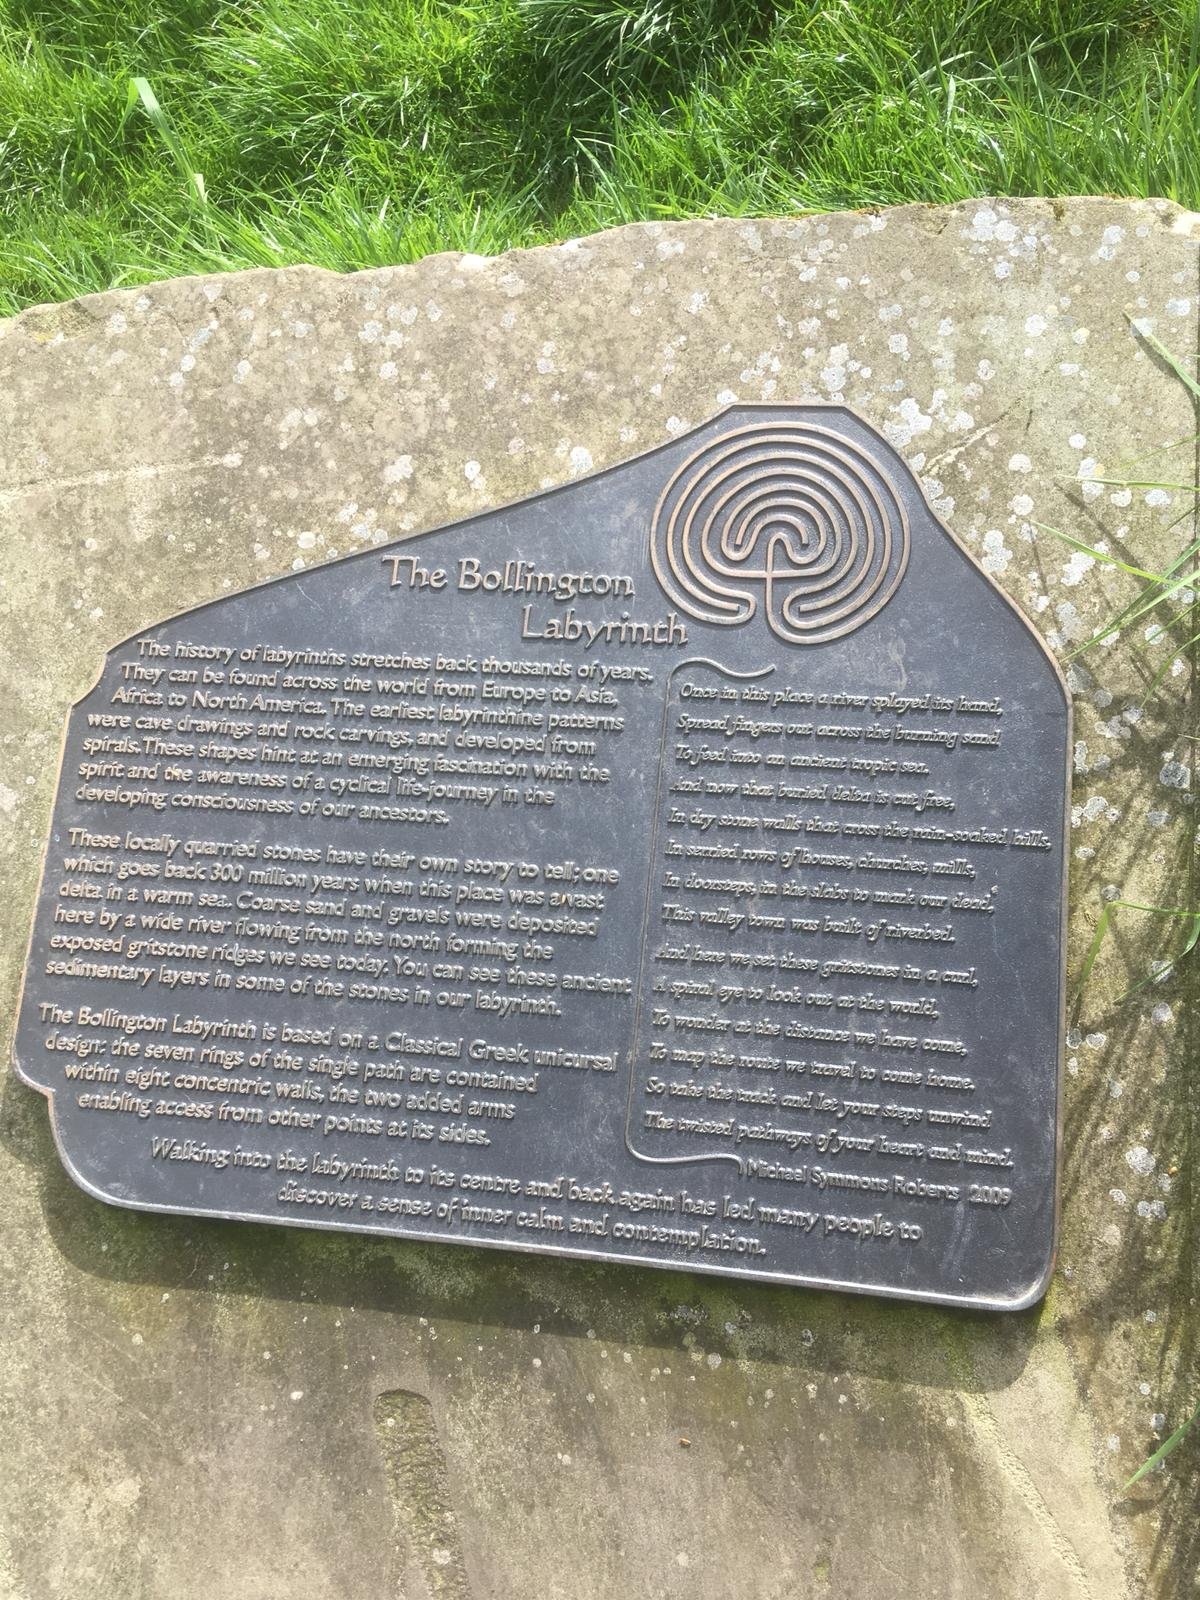 The Bollington
Labyrinth
The history of labyrinths stretches back thousands of years.
They can be found across the world from Europe to Asia,
Africa to North America. The earliest labyrinthine patterns
were cave drawings and rock carvings, and developed from
spirals. These shapes hint at an emerging fascination with the
spirit and the awareness of a cyclical life-journey in the
developing consciousness of our ancestors.
These locally quarried stones have their own story to tell; one
which goes back 300 million years when this place was a vast
delta in a warm sea. Coarse sand and gravels were deposited
here by a wide river flowing from the north forming the
exposed gritstone ridges we see today. You can see these ancient
sedimentary layers in some of the stones in our labyrinth.
The Bollington Labyrinth is based on a Classical Greek unicursal
design: the seven rings of the single path are contained
within eight concentric walls, the two added arms
enabling access from other points at its sides.
Walking into the labyrinth to its centre and back again has led many people to
discover a sense of inner calm and contemplation.
Once in this place a river splayed its hand,
Spread fingers out across the burning sand
To feed into an ancient tropic sea.
And now that buried delta is cut free,
In dry stone walls that cross the rain-soaked hills,
In serried rows of houses, churches, mills,
In doorsteps, in the slabs to mark our dead,
This valley town was built of riverbed.
And here we set these gritstones in a curl,
A spiral eye to look out at the world,
To wonder at the distance we have come,
To map the route we travel to come home.
So take the track and let your steps unwind
The twisted pathways of your heart and mind.
Michael Symmons Roberts 2009